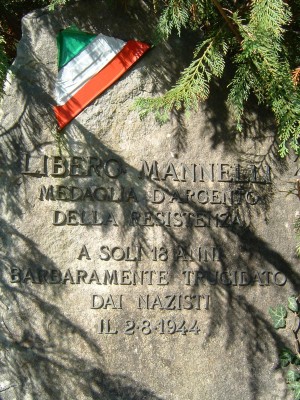 LIBERO MANNELLI
MEDAGLIA D'ARGENTO
DELLA RESISTENZA
A SOLI 18 ANNI
BARBARAMENTE TRUCIDATO
DAI NAZISTI
IL 2·8·1944